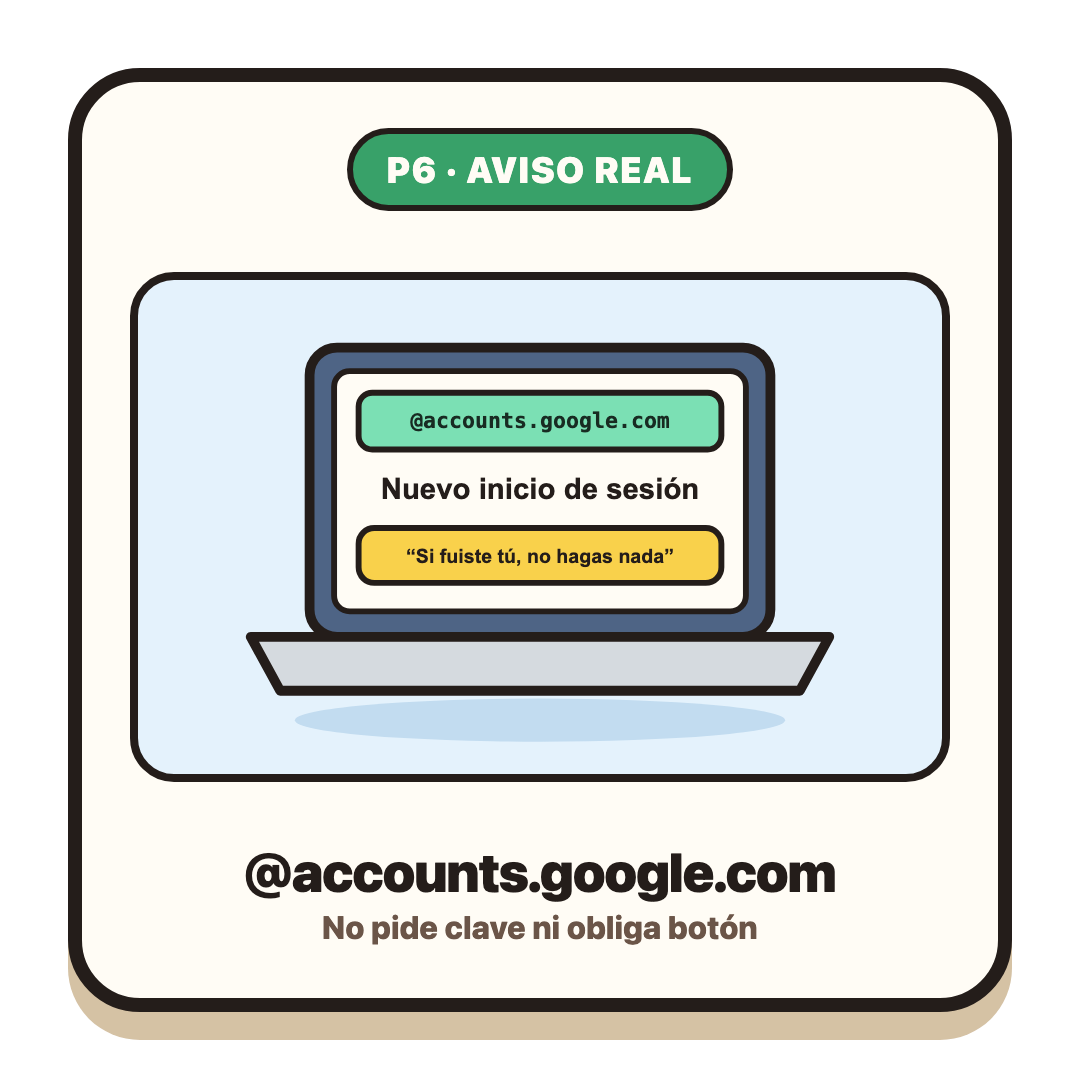 P6 · AVISO REAL
@accounts.google.com
Nuevo inicio de sesión
“Si fuiste tú, no hagas nada”
@accounts.google.com
No pide clave ni obliga botón